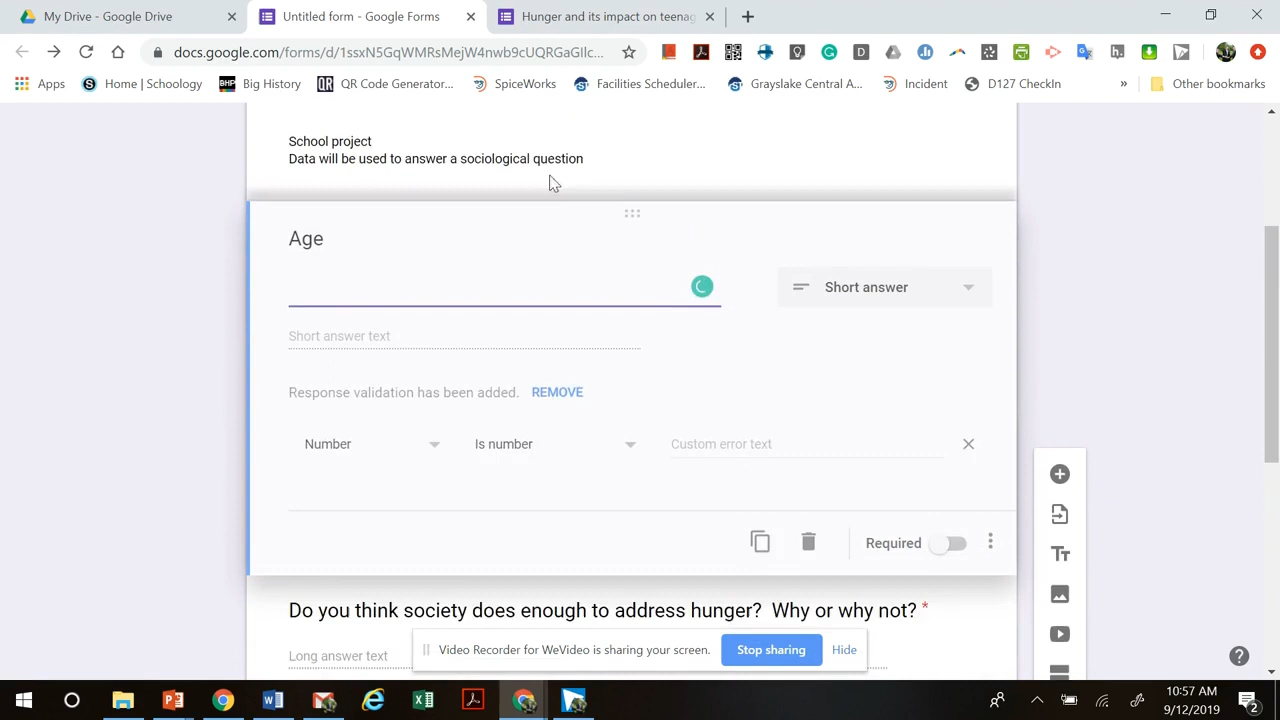 My Drive - Google Drive
Untitled form - Google Forms
Hunger and its impact on teenag
docs.google.com/forms/d/1ssxN5GqWMRsMejW4nwb9cUQRGaGllc...
Apps
Home | Schoology
BHP
Big History
QR
QR Code Generator...
SpiceWorks
Facilities Scheduler...
Grayslake Central A...
Incident
D127 CheckIn
»
Other bookmarks
School project
Data will be used to answer a sociological question
Age
Short answer
Short answer text
Response validation has been added. REMOVE
Number
Is number
Custom error text
Required
Do you think society does enough to address hunger? Why or why not? *
Long answer text
Video Recorder for WeVideo is sharing your screen.
Stop sharing
Hide
10:57 AM
9/12/2019
2